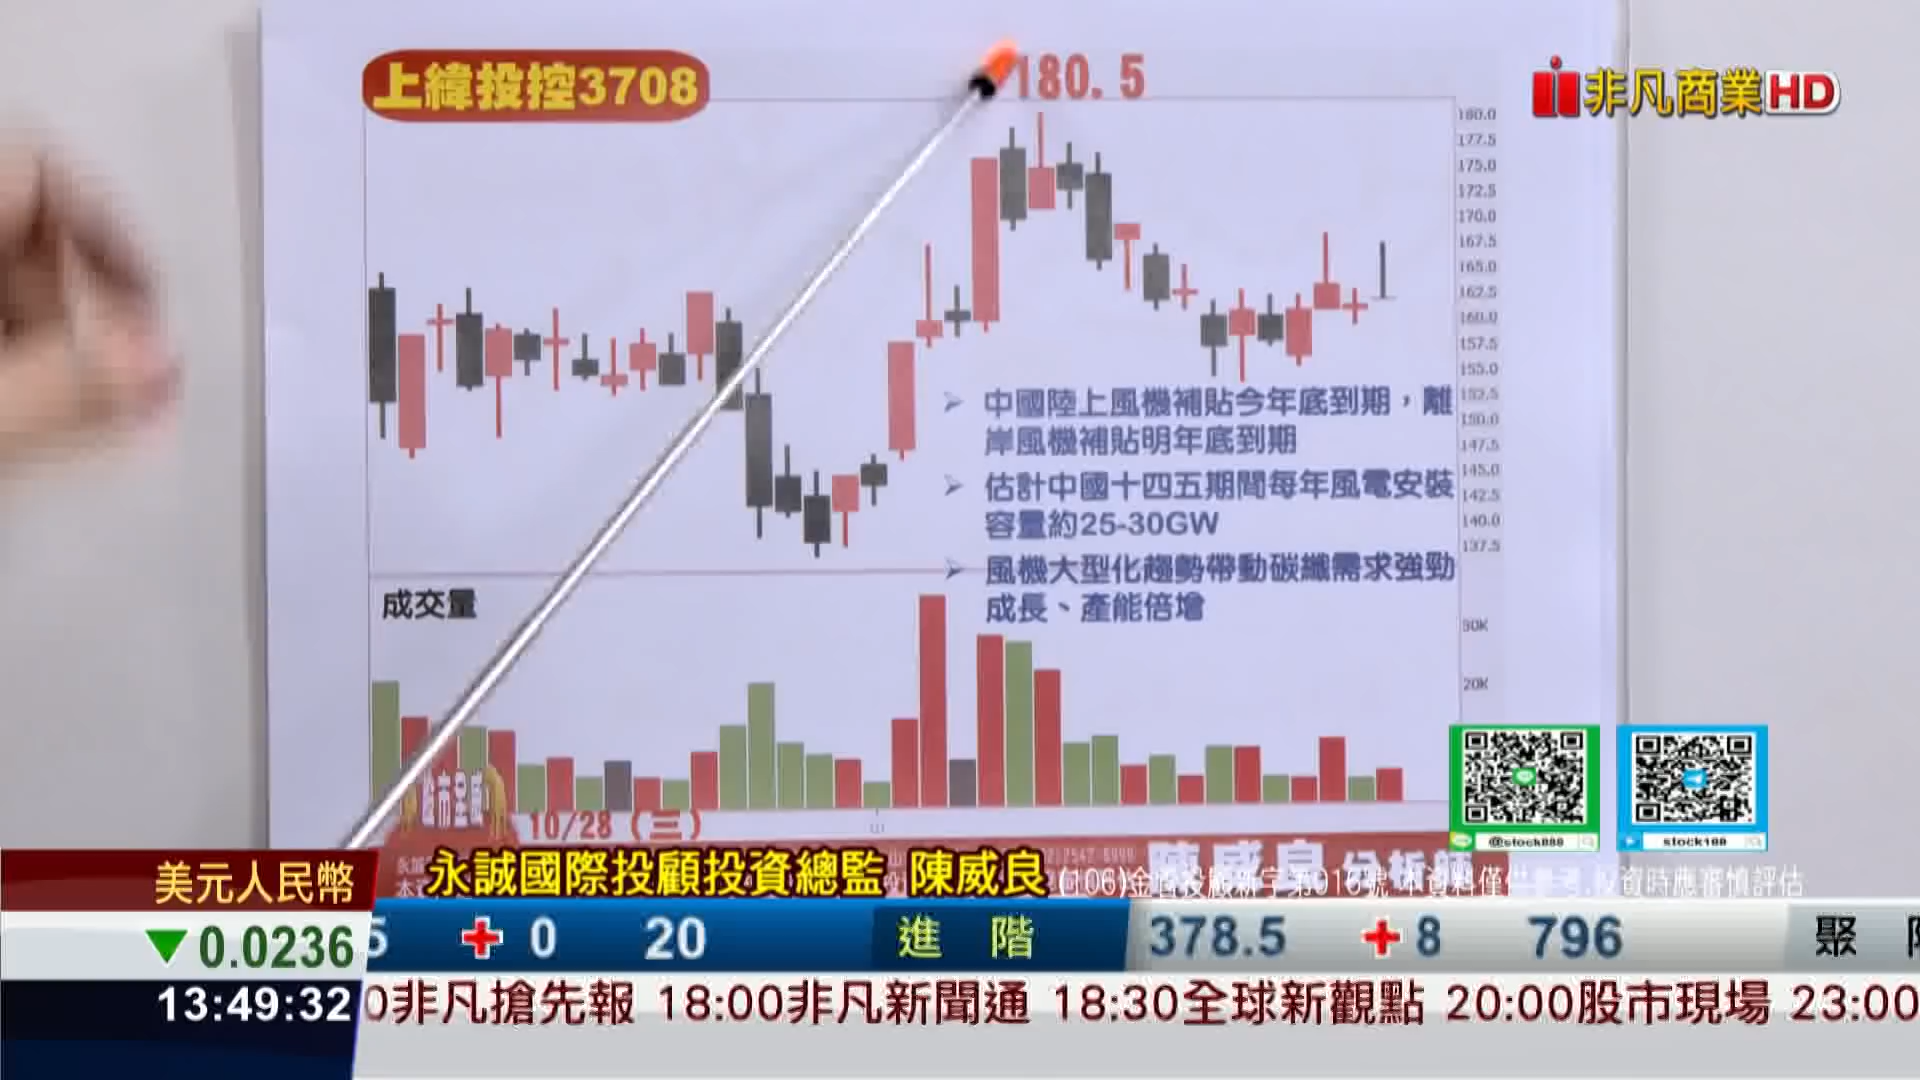 上緯投控3708
180.5
非凡商業HD
180.0
177.5
175.0
172.5
170.0
167.5
165.0
162.5
160.0
157.5
155.0
152.5
150.0
147.5
145.0
142.5
140.0
137.5
➢ 中國陸上風機補貼今年底到期，離
岸風機補貼明年底到期
➢ 估計中國十四五期間每年風電安裝
容量約25-30GW
➢ 風機大型化趨勢帶動碳纖需求強勁
成長、產能倍增
成交量
30K
20K
@stock888
stock188
10/28（三）
美元人民幣
永誠國際投顧投資總監 陳威良
▼0.0236
5 + 0 20 進階 378.5 + 8 796 聚
13:49:32
0非凡搶先報 18:00非凡新聞通 18:30全球新觀點 20:00股市現場 23:00